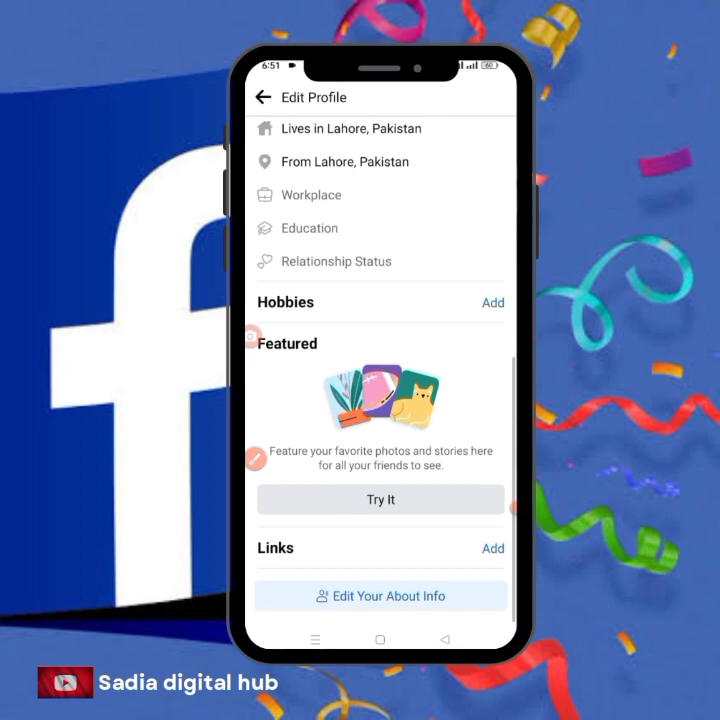 6:51
60
Edit Profile
Lives in Lahore, Pakistan
From Lahore, Pakistan
Workplace
Education
Relationship Status
Hobbies
Add
Featured
Feature your favorite photos and stories here
for all your friends to see.
Try It
Links
Add
Edit Your About Info
Sadia digital hub